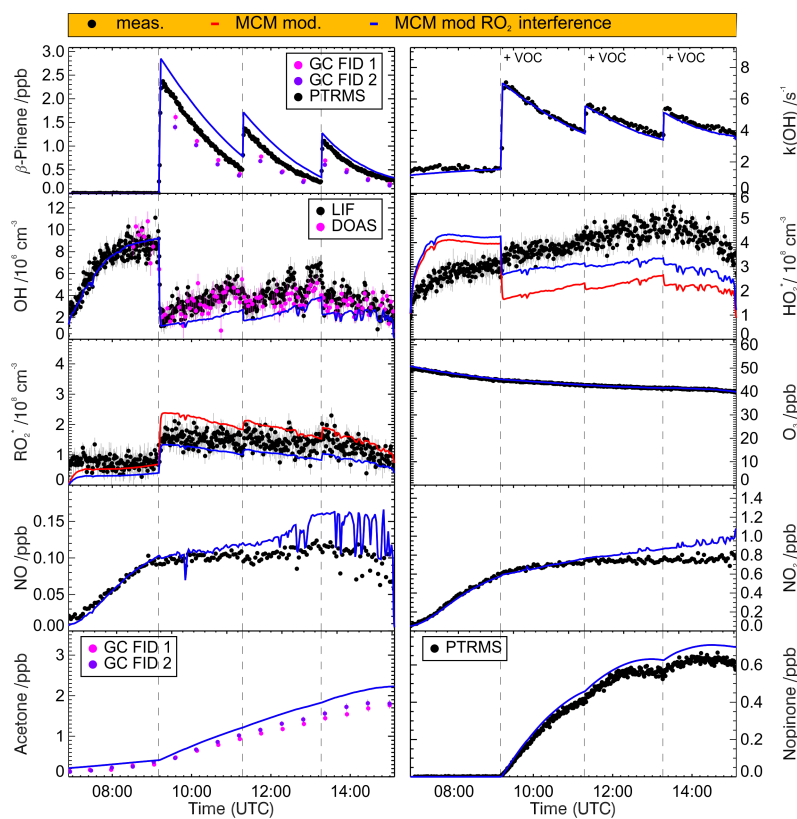 meas. MCM mod. MCM mod RO₂ interference
3.0
2.5
2.0
1.5
1.0
0.5
0.0
β-Pinene /ppb
GC FID 1
GC FID 2
PTRMS
+ VOC + VOC + VOC
8
6
4
2
0
k(OH) /s⁻¹
12
10
8
6
4
2
0
OH /10⁶ cm⁻³
LIF
DOAS
6
5
4
3
2
1
0
HO₂* /10⁸ cm⁻³
4
3
2
1
0
RO₂* /10⁸ cm⁻³
60
50
40
30
20
10
0
O₃ /ppb
0.15
0.10
0.05
0.00
NO /ppb
1.4
1.2
1.0
0.8
0.6
0.4
0.2
0.0
NO₂ /ppb
3
2
1
0
Acetone /ppb
GC FID 1
GC FID 2
PTRMS
0.6
0.4
0.2
0.0
Nopinone /ppb
08:00 10:00 12:00 14:00
Time (UTC)
08:00 10:00 12:00 14:00
Time (UTC)